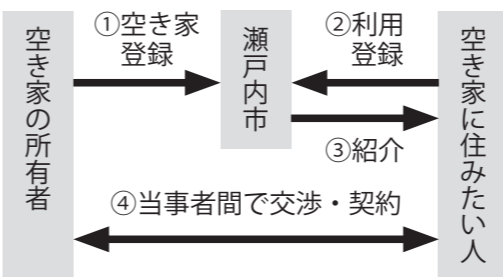 空き家の所有者
①空き家
登録
瀬戸内市
②利用
登録
③紹介
④当事者間で交渉・契約
空き家に住みたい人